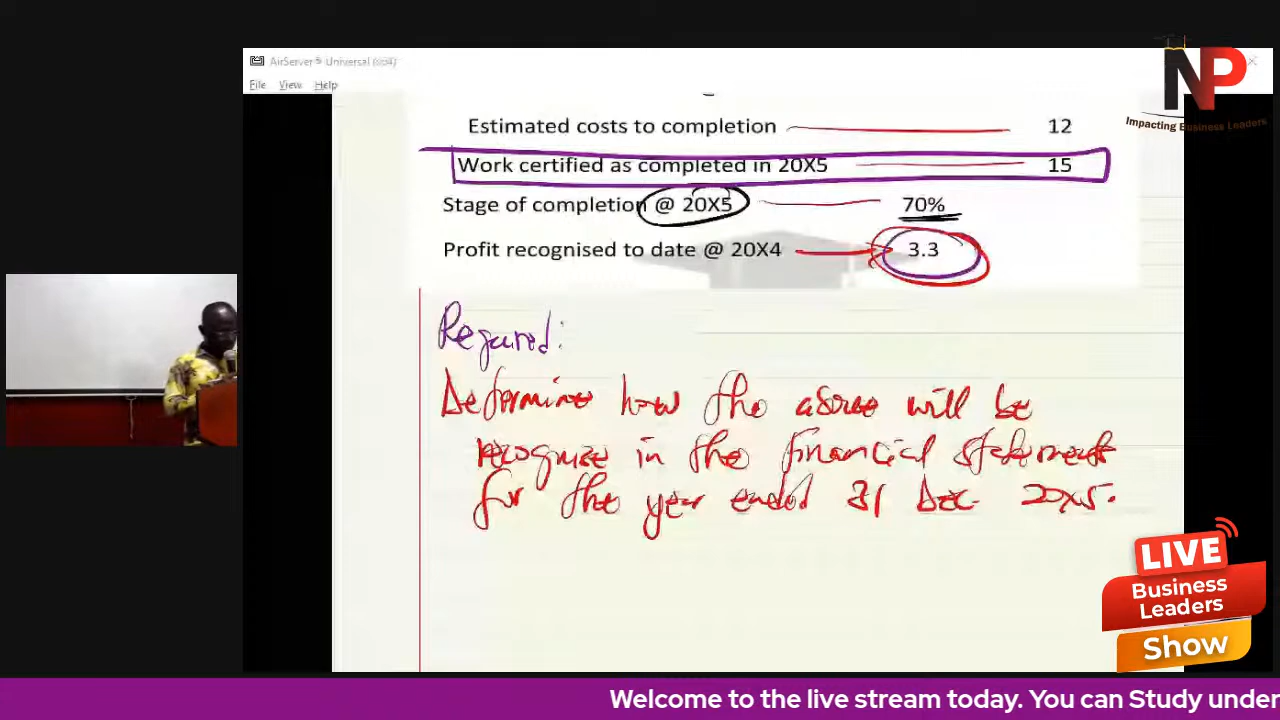 AirServer® Universal (x64)
File View Help
NP
Impacting Business Leaders
Estimated costs to completion 12
Work certified as completed in 20X5 15
Stage of completion @ 20X5 70%
Profit recognised to date @ 20X4 3.3
Required:
Determine how the above will be
recognise in the financial statement
for the year ended 31 Dec 20X5.
LIVE
Business
Leaders
Show
Welcome to the live stream today. You can Study under